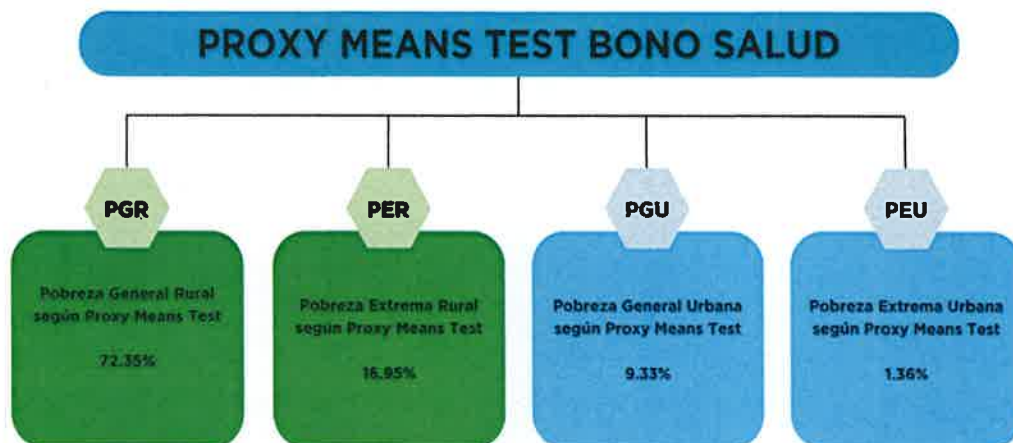 PROXY MEANS TEST BONO SALUD
PGR
Pobreza General Rural
según Proxy Means Test
72.35%
PER
Pobreza Extrema Rural
según Proxy Means Test
16.95%
PGU
Pobreza General Urbana
según Proxy Means Test
9.33%
PEU
Pobreza Extrema Urbana
según Proxy Means Test
1.36%